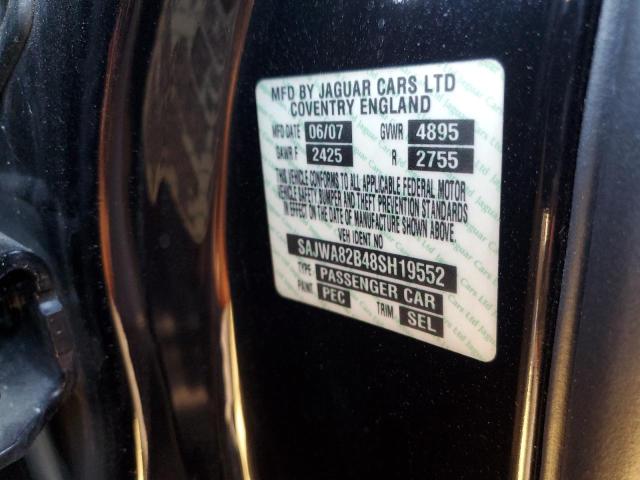 MFD BY JAGUAR CARS LTD
COVENTRY ENGLAND
MFD DATE 06/07 GVWR 4895
GAWR F 2425 R 2755
THIS VEHICLE CONFORMS TO ALL APPLICABLE FEDERAL MOTOR
VEHICLE SAFETY BUMPER AND THEFT PREVENTION STANDARDS
IN EFFECT ON THE DATE OF MANUFACTURE SHOWN ABOVE.
VEH IDENT.NO
SAJWA82B48SH19552
TYPE PASSENGER CAR
PAINT PEC TRIM SEL